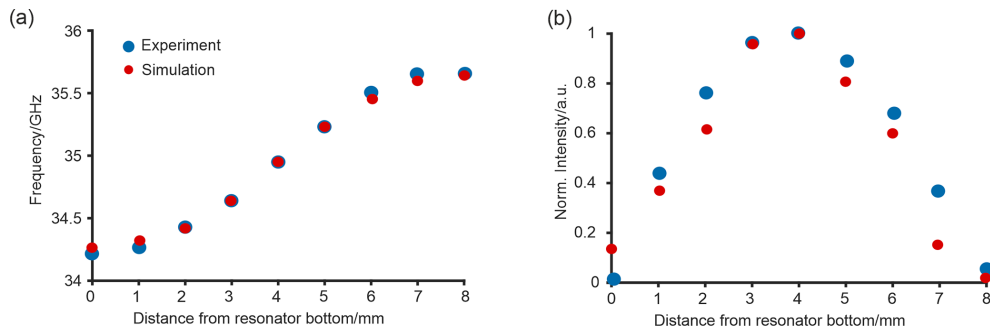 (a)
36
35.5
35
34.5
34
Frequency/GHz
Experiment
Simulation
0 1 2 3 4 5 6 7 8
Distance from resonator bottom/mm
(b)
1
0.8
0.6
0.4
0.2
0
Norm. Intensity/a.u.
0 1 2 3 4 5 6 7 8
Distance from resonator bottom/mm